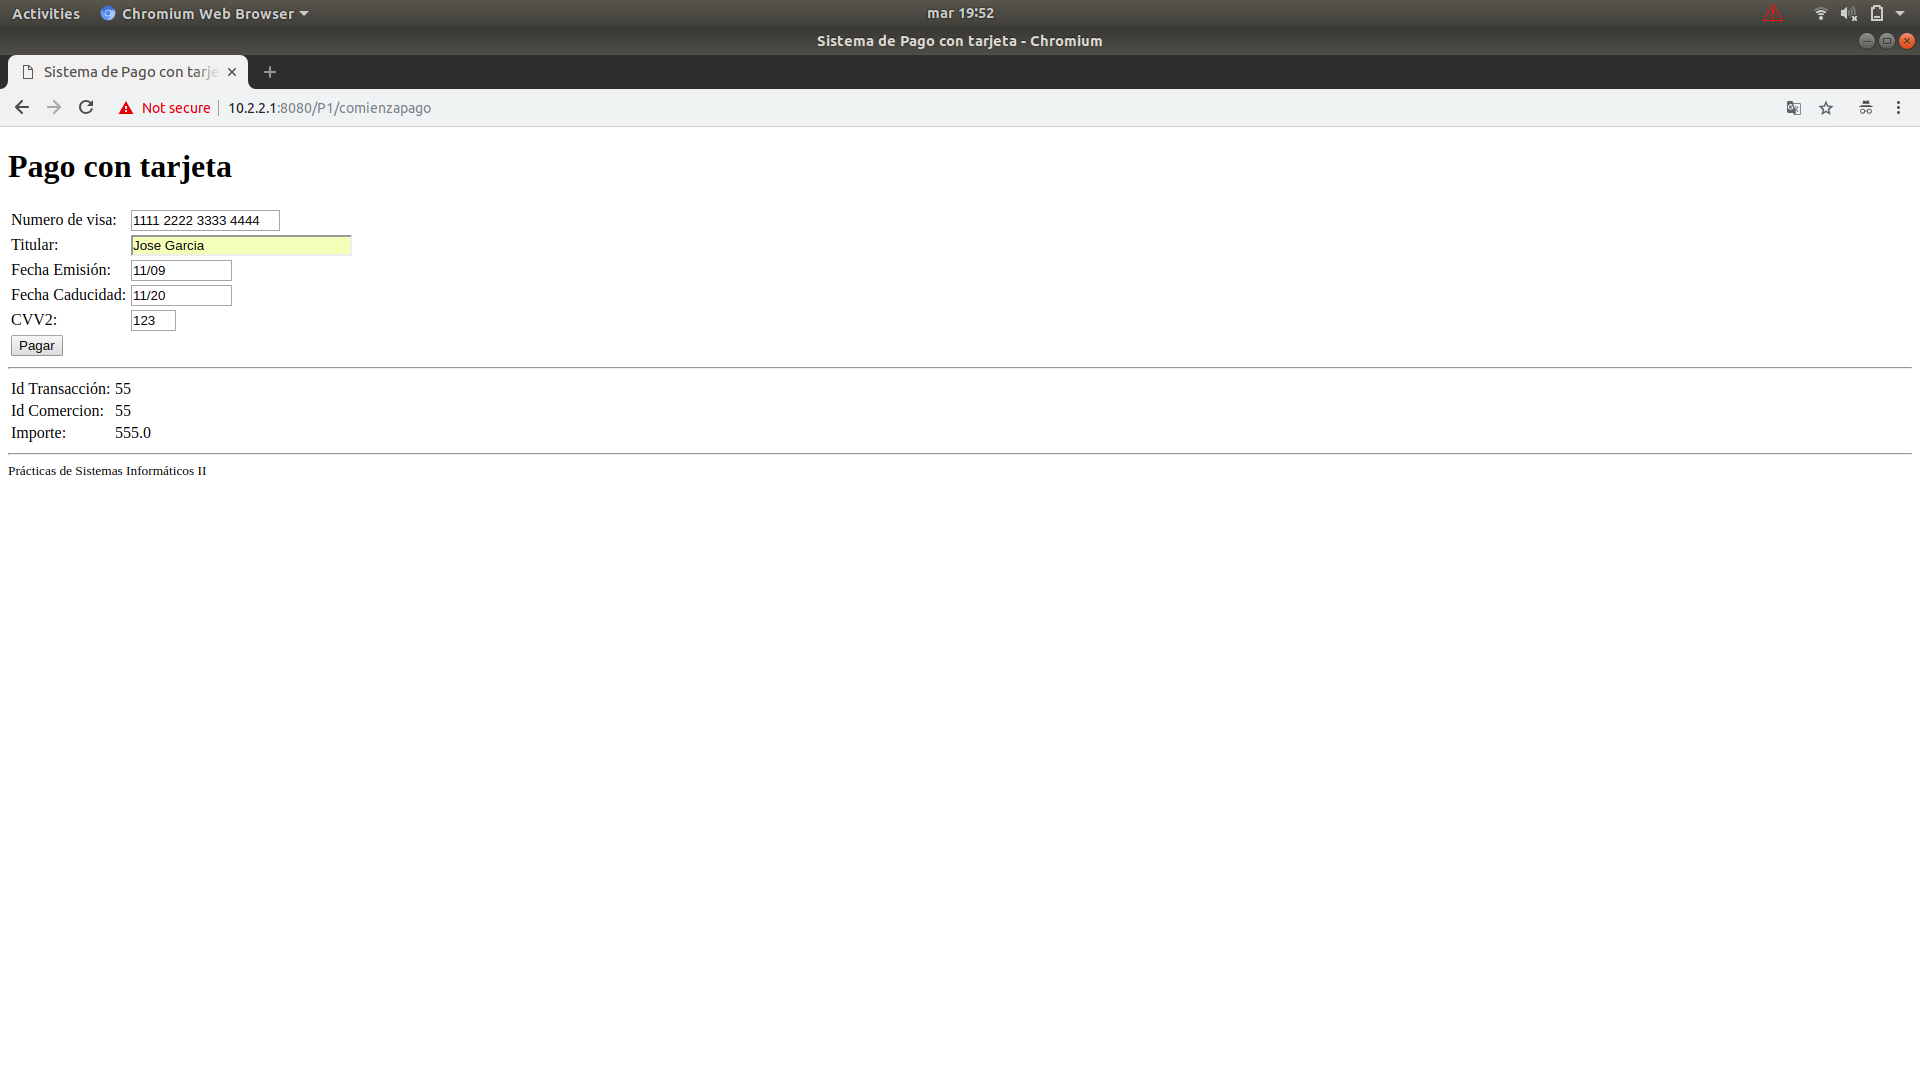 Activities Chromium Web Browser mar 19:52
Sistema de Pago con tarjeta - Chromium
Sistema de Pago con tarje
Not secure 10.2.2.1:8080/P1/comienzapago
Pago con tarjeta
Numero de visa: 1111 2222 3333 4444
Titular: Jose Garcia
Fecha Emisión: 11/09
Fecha Caducidad: 11/20
CVV2: 123
Pagar
Id Transacción: 55
Id Comercion: 55
Importe: 555.0
Prácticas de Sistemas Informáticos II